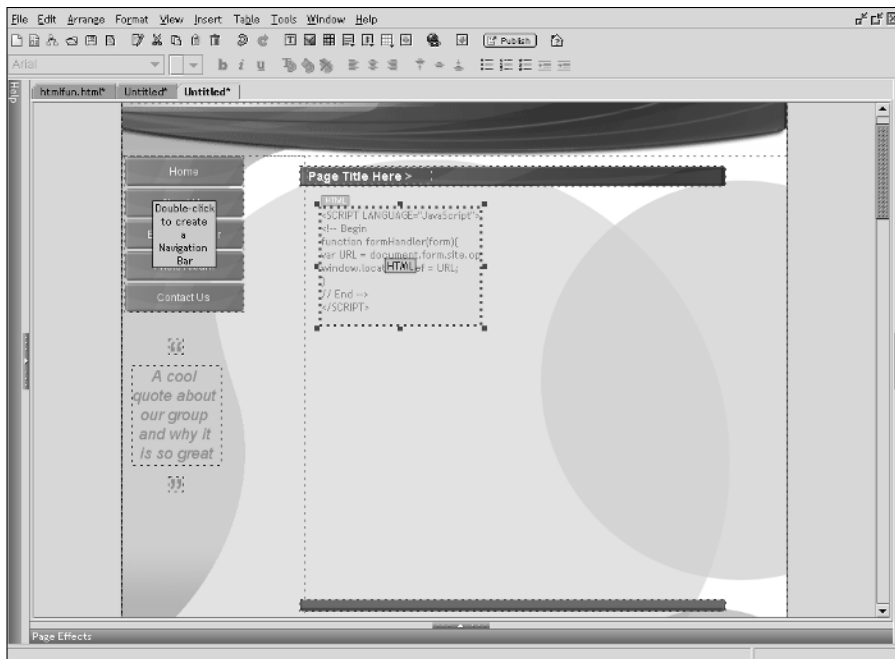 File Edit Arrange Format View Insert Table Tools Window Help
Publish
Arial
b i u
Help
htmlfun.html* Untitled* Untitled*
Home
Double-click
to create
a
Navigation
Bar
Contact Us
Page Title Here >
HTML
<SCRIPT LANGUAGE="JavaScript">
<!-- Begin
function formHandler(form){
var URL = document.form.site.op
window.locat HTML ef = URL;
}
// End -->
</SCRIPT>
“
A cool
quote about
our group
and why it
is so great
”
Page Effects